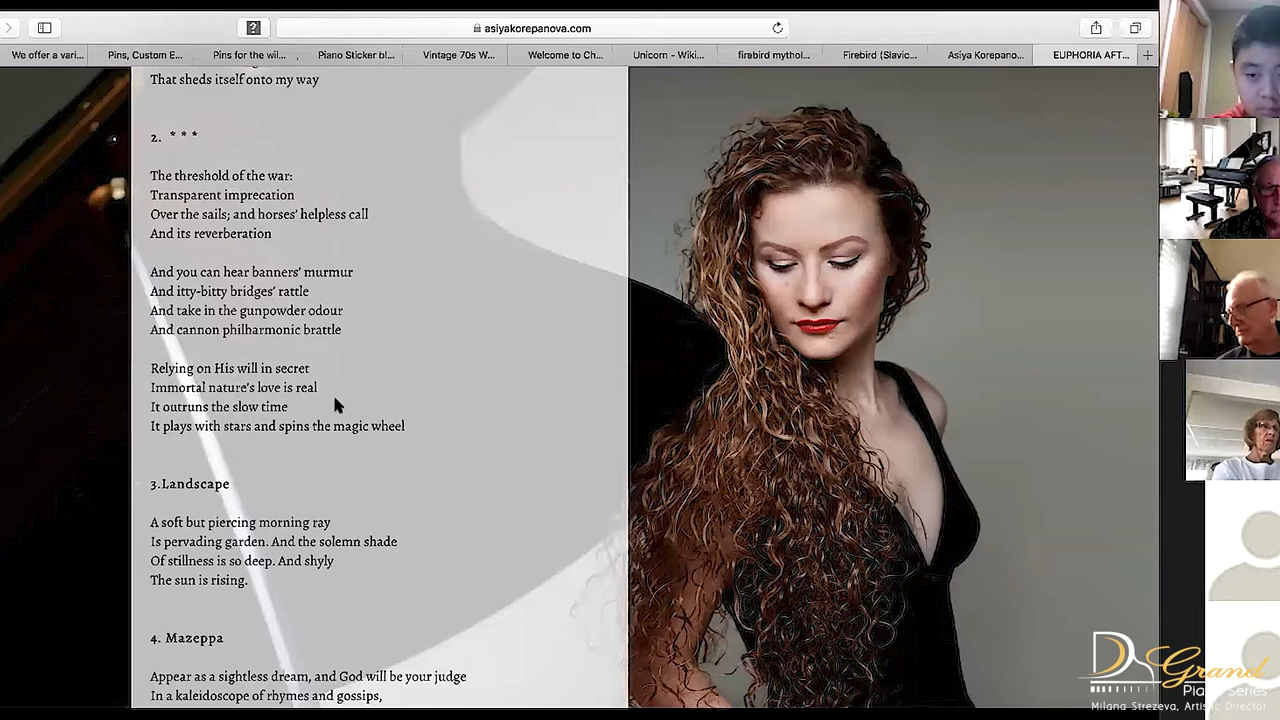 asiyakorepanova.com
We offer a vari...
Pins, Custom E...
Pins for the wil...
Piano Sticker bl...
Vintage 70s W...
Welcome to Ch...
Unicorn - Wiki...
firebird mythol...
Firebird (Slavic...
Asiya Korepano...
EUPHORIA AFT...
That sheds itself onto my way
2. * * *
The threshold of the war:
Transparent imprecation
Over the sails; and horses' helpless call
And its reverberation
And you can hear banners' murmur
And itty-bitty bridges' rattle
And take in the gunpowder odour
And cannon philharmonic brattle
Relying on His will in secret
Immortal nature's love is real
It outruns the slow time
It plays with stars and spins the magic wheel
3.Landscape
A soft but piercing morning ray
Is pervading garden. And the solemn shade
Of stillness is so deep. And shyly
The sun is rising.
4. Mazeppa
Appear as a sightless dream, and God will be your judge
In a kaleidoscope of rhymes and gossips,
Grand
Piano Series
Milana Strezeva, Artistic Director